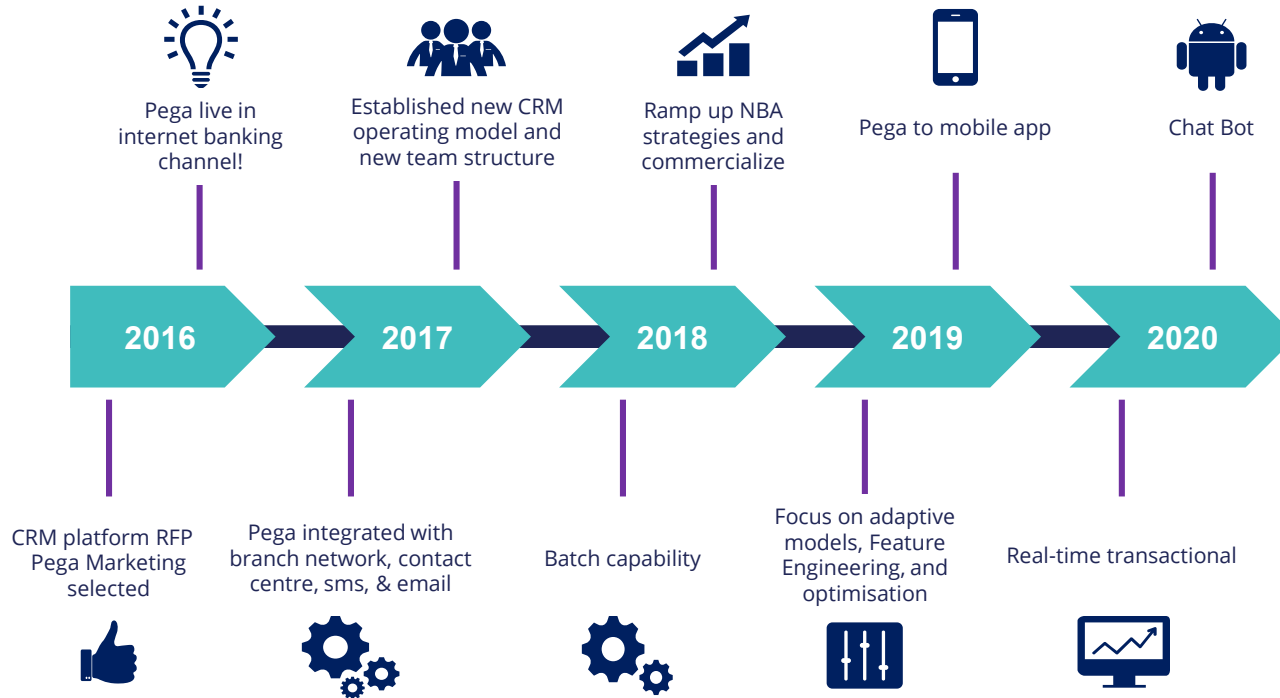 Pega live in
internet banking
channel!
Established new CRM
operating model and
new team structure
Ramp up NBA
strategies and
commercialize
Pega to mobile app
Chat Bot
2016
2017
2018
2019
2020
CRM platform RFP
Pega Marketing
selected
Pega integrated with
branch network, contact
centre, sms, & email
Batch capability
Focus on adaptive
models, Feature
Engineering, and
optimisation
Real-time transactional